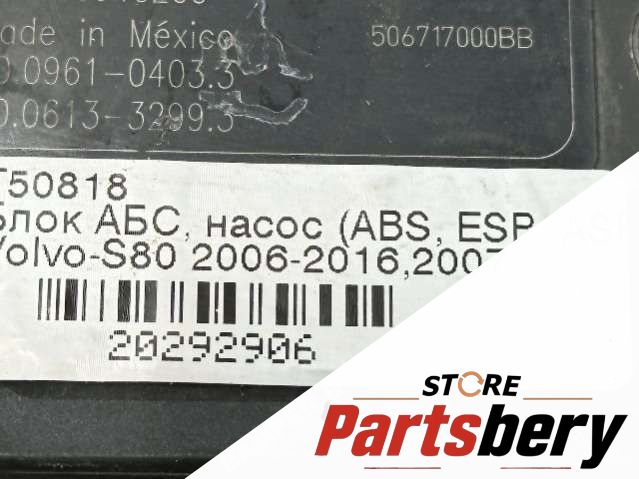 ade in México
506717000BB
0.0961-0403.3
0.0613-3299.3
T50818
Блок АБС, насос (ABS, ESP, AS
Volvo-S80 2006-2016,2007
20292906
STORE
Partsbery